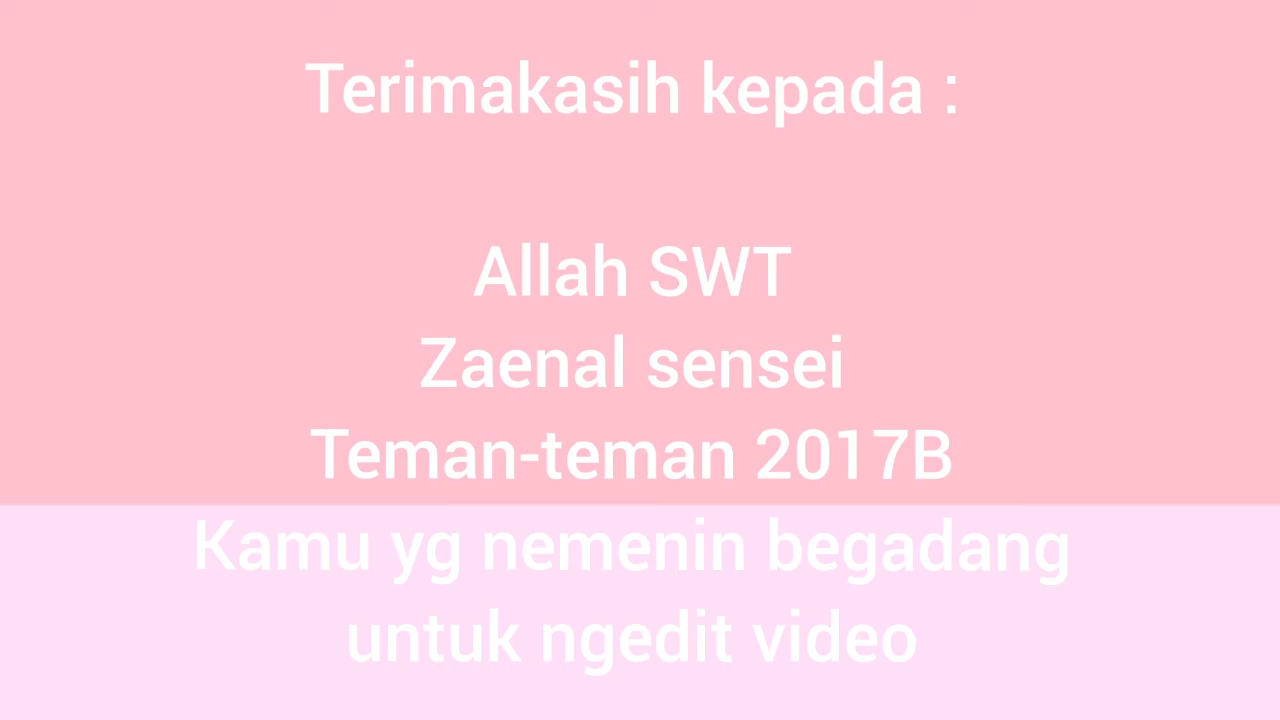 Terimakasih kepada :
Allah SWT
Zaenal sensei
Teman-teman 2017B
Kamu yg nemenin begadang
untuk ngedit video